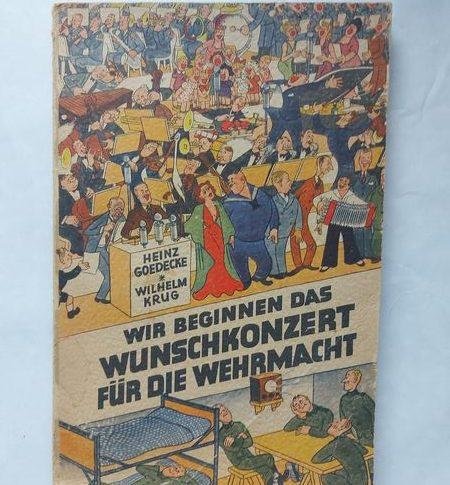 HEINZ
GOEDECKE
*
WILHELM
KRUG
WIR BEGINNEN DAS
WUNSCHKONZERT
FÜR DIE WEHRMACHT